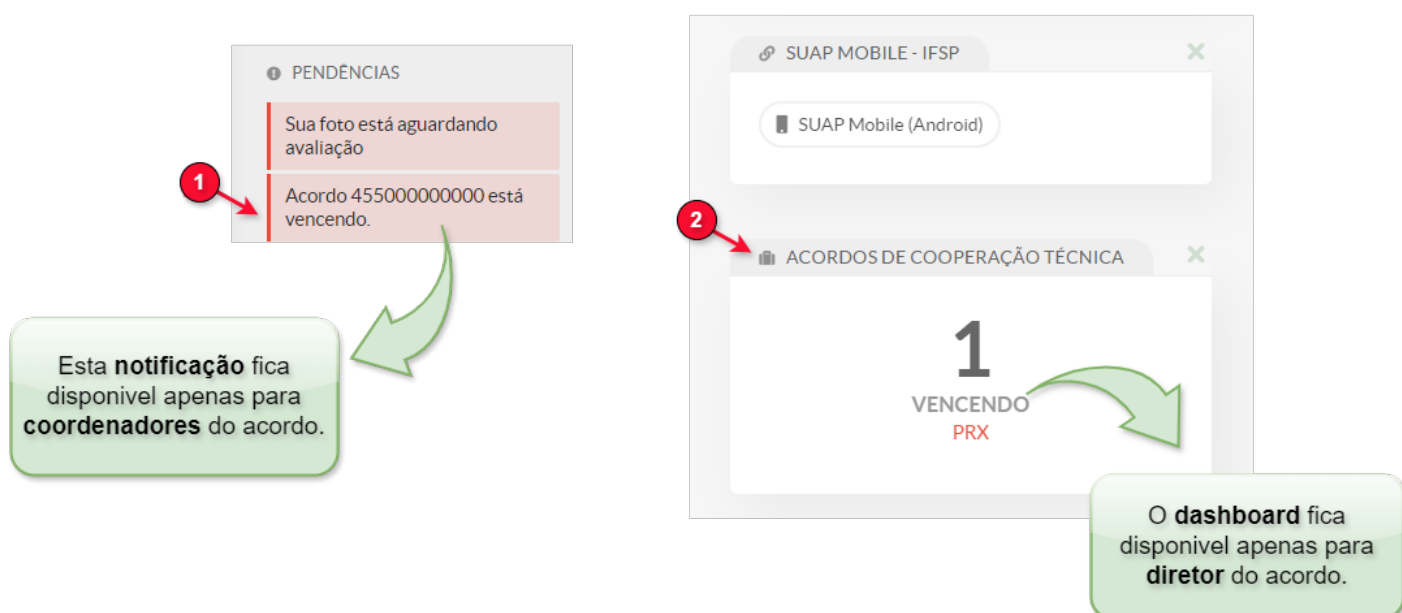 PENDÊNCIAS
Sua foto está aguardando
avaliação
1
Acordo 455000000000 está
vencendo.
Esta notificação fica
disponivel apenas para
coordenadores do acordo.
SUAP MOBILE - IFSP
SUAP Mobile (Android)
2
ACORDOS DE COOPERAÇÃO TÉCNICA
1
VENCENDO
PRX
O dashboard fica
disponivel apenas para
diretor do acordo.